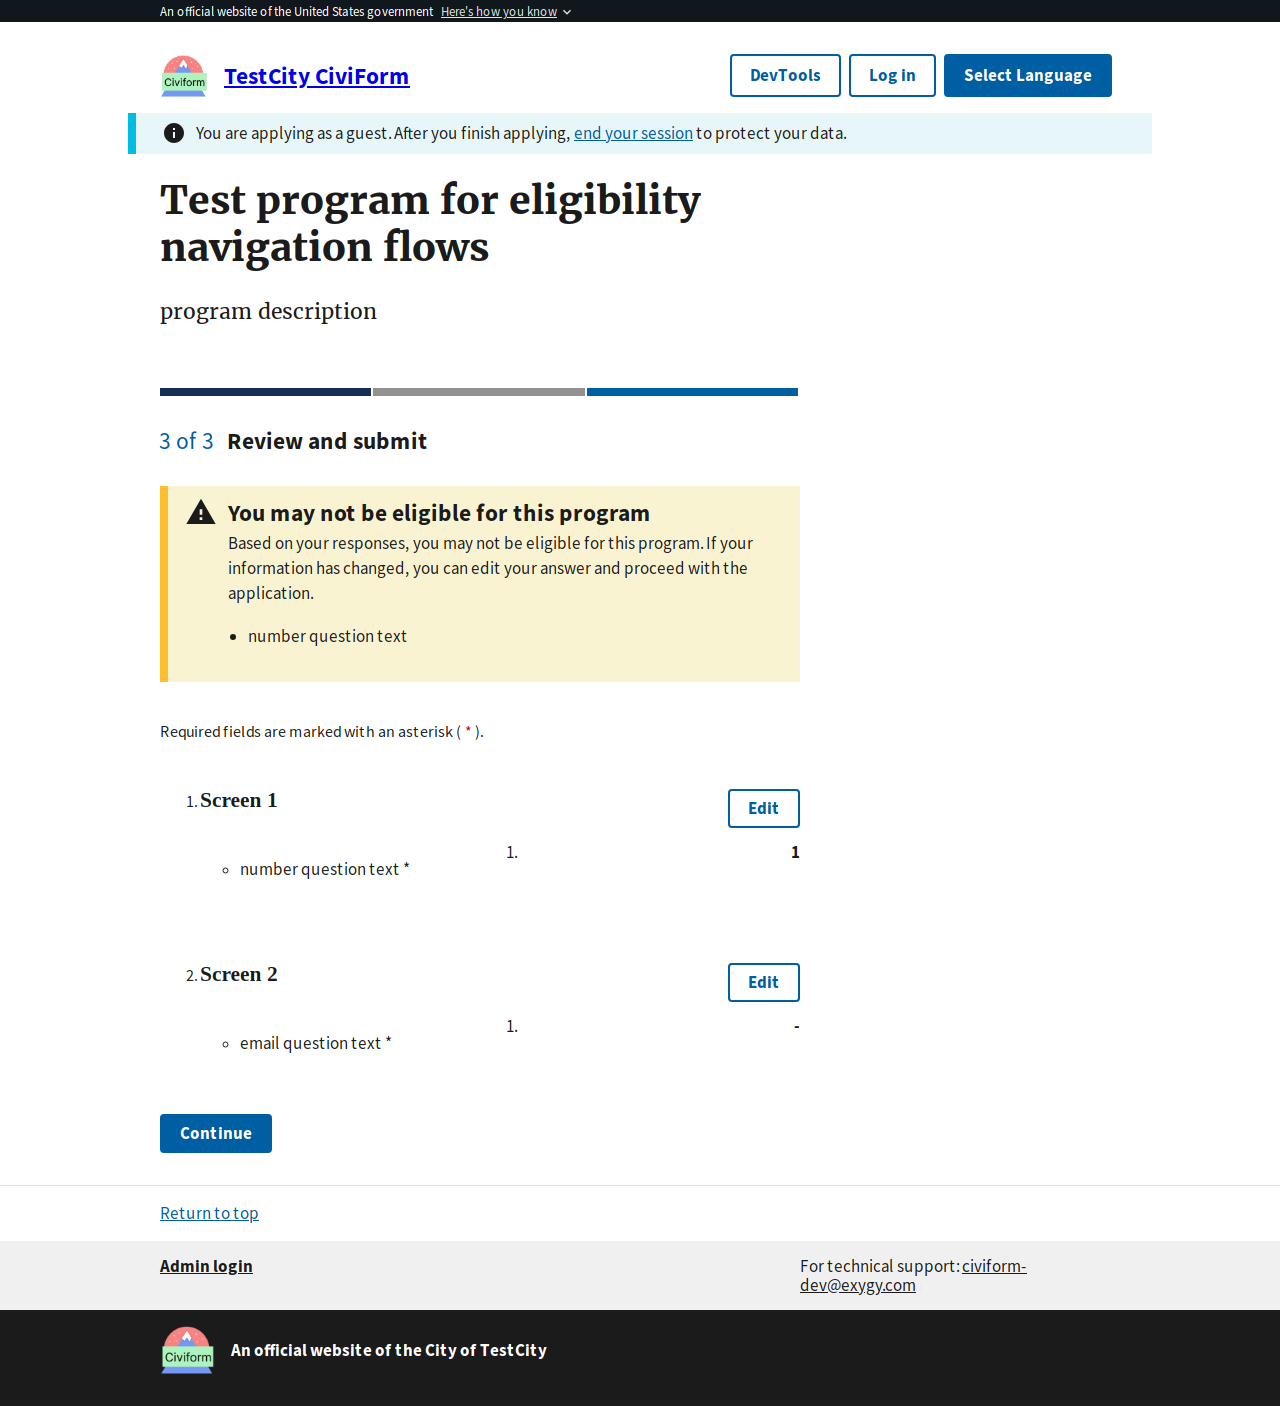 An official website of the United States government Here's how you know
Civiform
TestCity CiviForm
DevTools
Log in
Select Language
You are applying as a guest. After you finish applying, end your session to protect your data.
Test program for eligibility
navigation flows
program description
3 of 3 Review and submit
You may not be eligible for this program
Based on your responses, you may not be eligible for this program. If your
information has changed, you can edit your answer and proceed with the
application.
• number question text
Required fields are marked with an asterisk ( * ).
1. Screen 1
Edit
1. 1
◦ number question text *
2. Screen 2
Edit
1. -
◦ email question text *
Continue
Return to top
Admin login
For technical support: civiform-
dev@exygy.com
Civiform
An official website of the City of TestCity